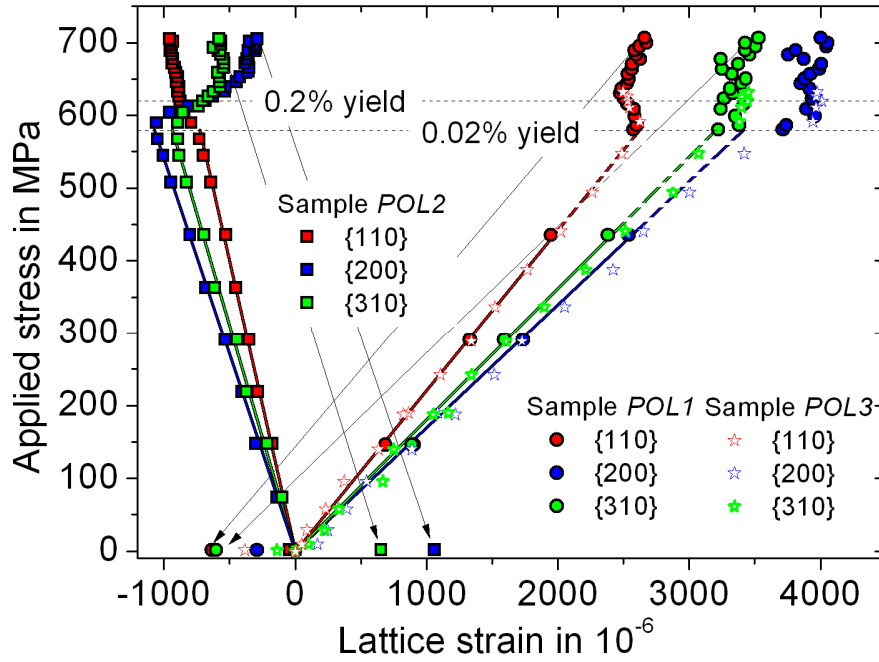 700
600
500
400
300
200
100
0
Applied stress in MPa
0.2% yield
0.02% yield
Sample POL2
{110}
{200}
{310}
Sample POL1 Sample POL3
{110} {110}
{200} {200}
{310} {310}
-1000 0 1000 2000 3000 4000
Lattice strain in 10⁻⁶